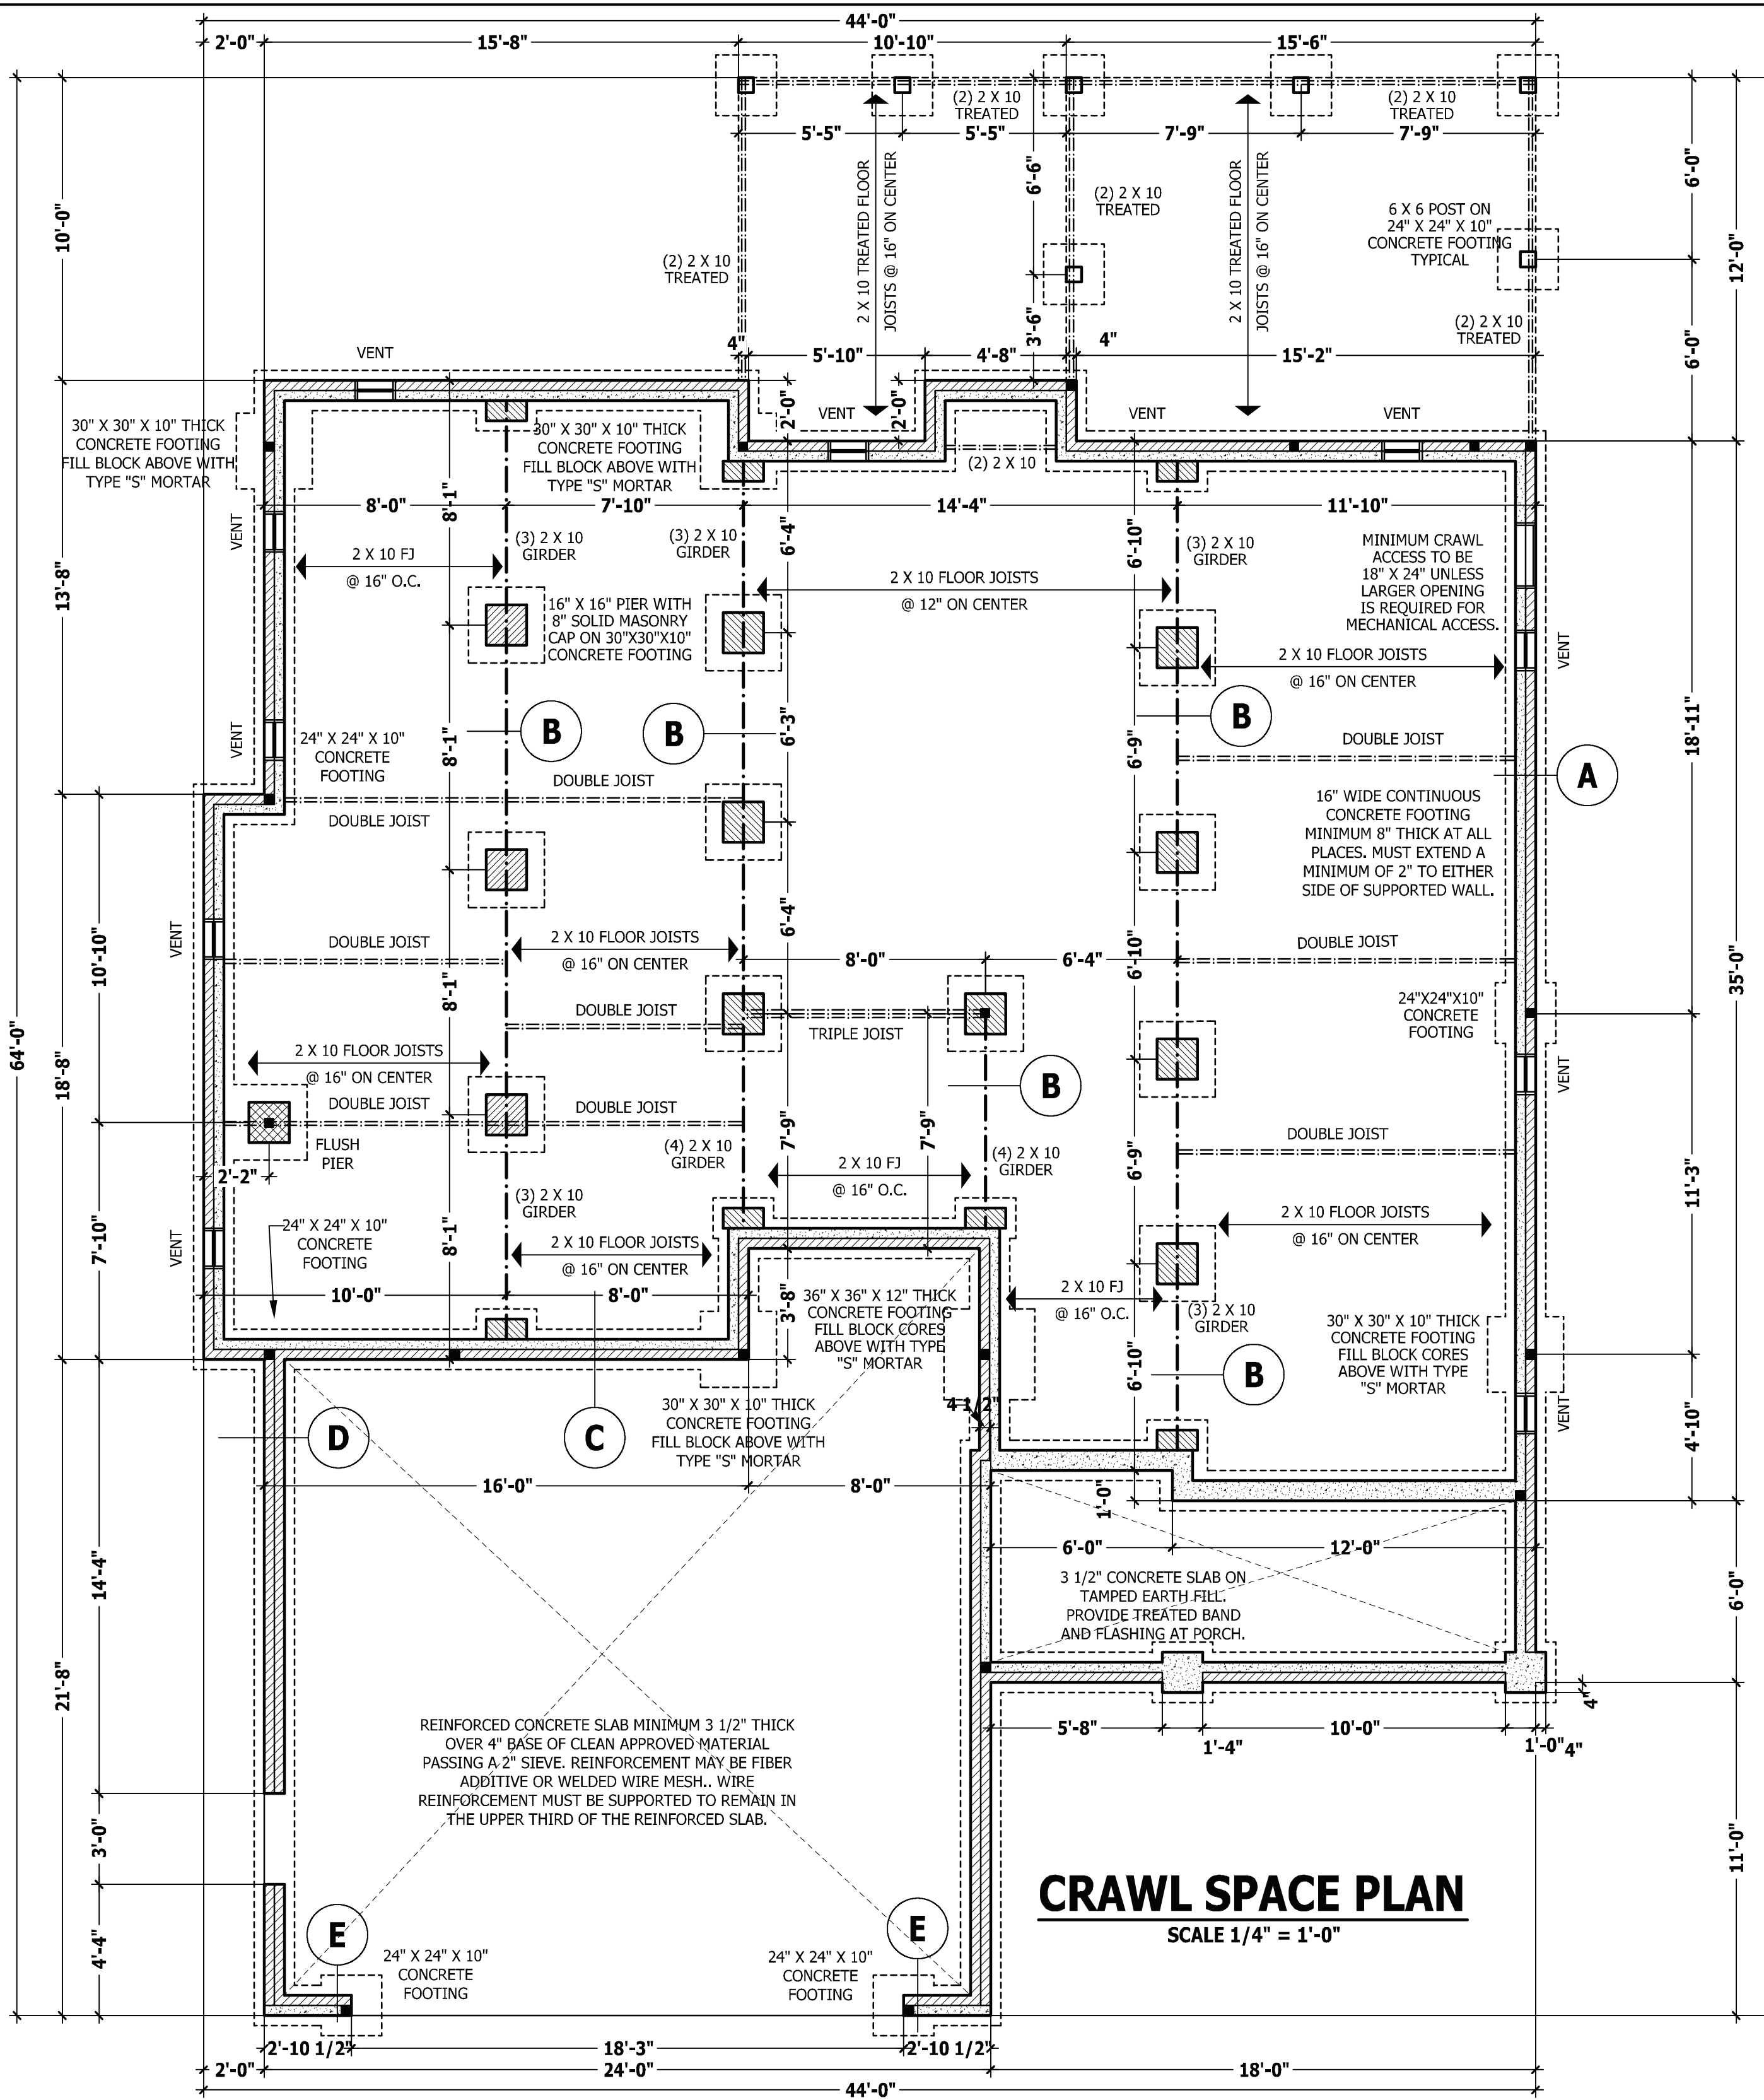 44'-0"
2'-0"
15'-8"
10'-10"
15'-6"
(2) 2 X 10
TREATED
(2) 2 X 10
TREATED
5'-5"
5'-5"
7'-9"
7'-9"
10'-0"
6'-6"
6'-0"
2 X 10 TREATED FLOOR
JOISTS @ 16" ON CENTER
(2) 2 X 10
TREATED
2 X 10 TREATED FLOOR
JOISTS @ 16" ON CENTER
6 X 6 POST ON
24" X 24" X 10"
CONCRETE FOOTING
TYPICAL
12'-0"
(2) 2 X 10
TREATED
3'-6"
(2) 2 X 10
TREATED
6'-0"
VENT
4"
5'-10"
4'-8"
4"
15'-2"
30" X 30" X 10" THICK
CONCRETE FOOTING
FILL BLOCK ABOVE WITH
TYPE "S" MORTAR
30" X 30" X 10" THICK
CONCRETE FOOTING
FILL BLOCK ABOVE WITH
TYPE "S" MORTAR
2'-0"
VENT
2'-0"
VENT
VENT
(2) 2 X 10
8'-0"
8'-1"
7'-10"
14'-4"
11'-10"
VENT
2 X 10 FJ
@ 16" O.C.
(3) 2 X 10
GIRDER
(3) 2 X 10
GIRDER
6'-4"
6'-10"
(3) 2 X 10
GIRDER
MINIMUM CRAWL
ACCESS TO BE
18" X 24" UNLESS
LARGER OPENING
IS REQUIRED FOR
MECHANICAL ACCESS.
13'-8"
2 X 10 FLOOR JOISTS
@ 12" ON CENTER
16" X 16" PIER WITH
8" SOLID MASONRY
CAP ON 30"X30"X10"
CONCRETE FOOTING
2 X 10 FLOOR JOISTS
@ 16" ON CENTER
VENT
VENT
24" X 24" X 10"
CONCRETE
FOOTING
8'-1"
B
B
6'-3"
6'-9"
B
18'-11"
DOUBLE JOIST
A
DOUBLE JOIST
DOUBLE JOIST
16" WIDE CONTINUOUS
CONCRETE FOOTING
MINIMUM 8" THICK AT ALL
PLACES. MUST EXTEND A
MINIMUM OF 2" TO EITHER
SIDE OF SUPPORTED WALL.
10'-10"
VENT
DOUBLE JOIST
2 X 10 FLOOR JOISTS
@ 16" ON CENTER
6'-4"
8'-0"
6'-4"
6'-10"
DOUBLE JOIST
35'-0"
8'-1"
DOUBLE JOIST
TRIPLE JOIST
24"X24"X10"
CONCRETE
FOOTING
64'-0"
18'-8"
2 X 10 FLOOR JOISTS
@ 16" ON CENTER
B
VENT
DOUBLE JOIST
DOUBLE JOIST
FLUSH
PIER
2'-2"
(4) 2 X 10
GIRDER
7'-9"
7'-9"
(4) 2 X 10
GIRDER
2 X 10 FJ
@ 16" O.C.
6'-9"
DOUBLE JOIST
11'-3"
7'-10"
VENT
24" X 24" X 10"
CONCRETE
FOOTING
8'-1"
(3) 2 X 10
GIRDER
2 X 10 FLOOR JOISTS
@ 16" ON CENTER
2 X 10 FLOOR JOISTS
@ 16" ON CENTER
10'-0"
8'-0"
3'-8"
36" X 36" X 12" THICK
CONCRETE FOOTING
FILL BLOCK CORES
ABOVE WITH TYPE
"S" MORTAR
2 X 10 FJ
@ 16" O.C.
(3) 2 X 10
GIRDER
30" X 30" X 10" THICK
CONCRETE FOOTING
FILL BLOCK CORES
ABOVE WITH TYPE
"S" MORTAR
6'-10"
B
VENT
4'-10"
30" X 30" X 10" THICK
CONCRETE FOOTING
FILL BLOCK ABOVE WITH
TYPE "S" MORTAR
4 1/2"
D
C
16'-0"
8'-0"
1'-0"
14'-4"
6'-0"
12'-0"
3 1/2" CONCRETE SLAB ON
TAMPED EARTH FILL.
PROVIDE TREATED BAND
AND FLASHING AT PORCH.
6'-0"
21'-8"
4"
5'-8"
1'-4"
10'-0"
1'-0"
4"
REINFORCED CONCRETE SLAB MINIMUM 3 1/2" THICK
OVER 4" BASE OF CLEAN APPROVED MATERIAL
PASSING A 2" SIEVE. REINFORCEMENT MAY BE FIBER
ADDITIVE OR WELDED WIRE MESH.. WIRE
REINFORCEMENT MUST BE SUPPORTED TO REMAIN IN
THE UPPER THIRD OF THE REINFORCED SLAB.
3'-0"
11'-0"
CRAWL SPACE PLAN
SCALE 1/4" = 1'-0"
4'-4"
E
E
24" X 24" X 10"
CONCRETE
FOOTING
24" X 24" X 10"
CONCRETE
FOOTING
2'-10 1/2"
18'-3"
2'-10 1/2"
2'-0"
24'-0"
18'-0"
44'-0"